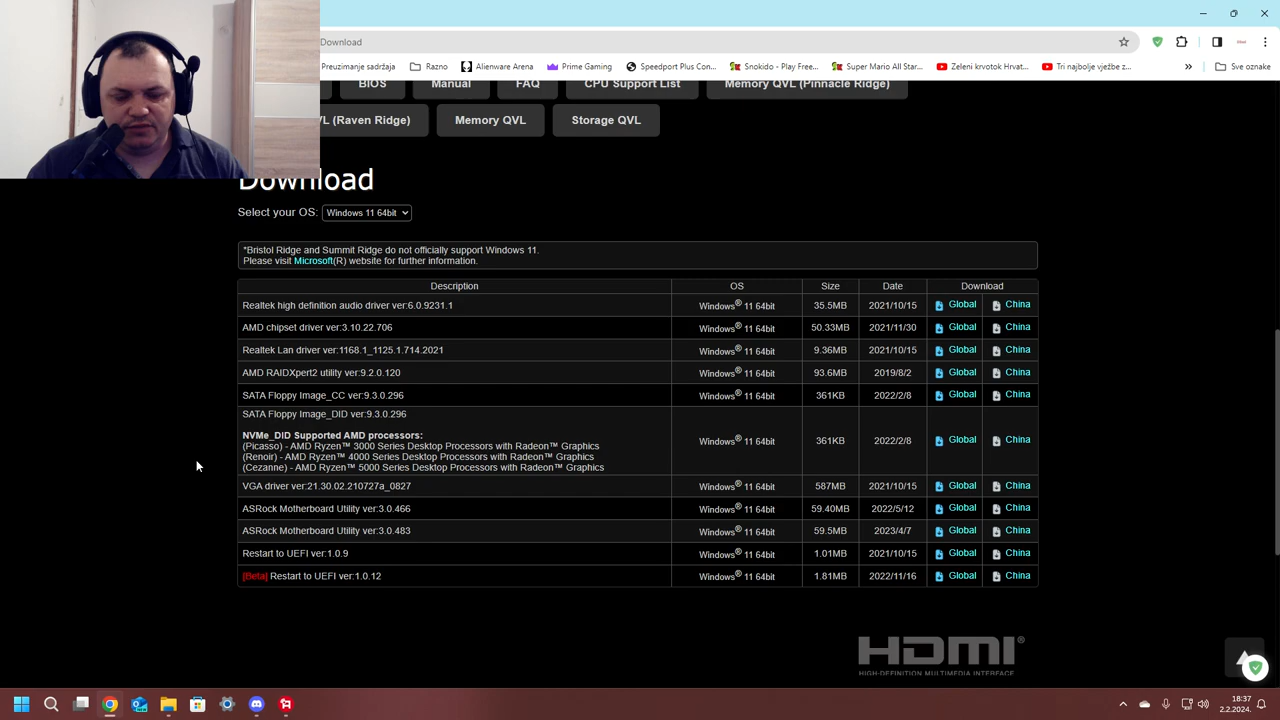 Download
Preuzimanje sadržaja
Razno
Alienware Arena
Prime Gaming
Speedport Plus Con...
Snokido - Play Free...
Super Mario All Star...
Zeleni krvotok Hrvat...
Tri najbolje vježbe z...
»
Sve oznake
BIOS
Manual
FAQ
CPU Support List
Memory QVL (Pinnacle Ridge)
VL (Raven Ridge)
Memory QVL
Storage QVL
Download
Select your OS: Windows 11 64bit
*Bristol Ridge and Summit Ridge do not officially support Windows 11.
Please visit Microsoft(R) website for further information.
Description OS Size Date Download
Realtek high definition audio driver ver:6.0.9231.1 Windows® 11 64bit 35.5MB 2021/10/15 Global China
AMD chipset driver ver:3.10.22.706 Windows® 11 64bit 50.33MB 2021/11/30 Global China
Realtek Lan driver ver:1168.1_1125.1.714.2021 Windows® 11 64bit 9.36MB 2021/10/15 Global China
AMD RAIDXpert2 utility ver:9.2.0.120 Windows® 11 64bit 93.6MB 2019/8/2 Global China
SATA Floppy Image_CC ver:9.3.0.296 Windows® 11 64bit 361KB 2022/2/8 Global China
SATA Floppy Image_DID ver:9.3.0.296
NVMe_DID Supported AMD processors:
(Picasso) - AMD Ryzen™ 3000 Series Desktop Processors with Radeon™ Graphics
(Renoir) - AMD Ryzen™ 4000 Series Desktop Processors with Radeon™ Graphics
(Cezanne) - AMD Ryzen™ 5000 Series Desktop Processors with Radeon™ Graphics
Windows® 11 64bit 361KB 2022/2/8 Global China
VGA driver ver:21.30.02.210727a_0827 Windows® 11 64bit 587MB 2021/10/15 Global China
ASRock Motherboard Utility ver:3.0.466 Windows® 11 64bit 59.40MB 2022/5/12 Global China
ASRock Motherboard Utility ver:3.0.483 Windows® 11 64bit 59.5MB 2023/4/7 Global China
Restart to UEFI ver:1.0.9 Windows® 11 64bit 1.01MB 2021/10/15 Global China
[Beta] Restart to UEFI ver:1.0.12 Windows® 11 64bit 1.81MB 2022/11/16 Global China
HDMI®
HIGH-DEFINITION MULTIMEDIA INTERFACE
18:37
2.2.2024.